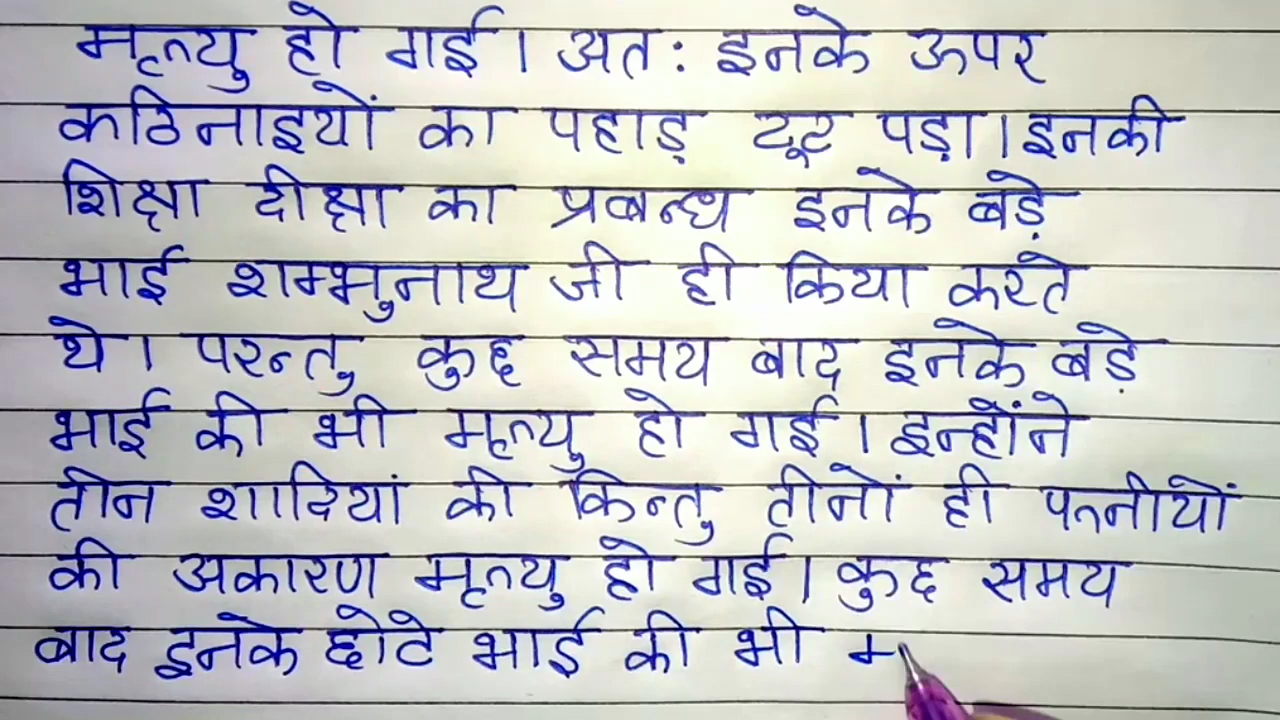 मृत्यु हो गई। अत: इनके ऊपर
कठिनाइयों का पहाड़ टूट पड़ा। इनकी
शिक्षा दीक्षा का प्रबन्ध इनके बड़े
भाई शम्भुनाथ जी ही किया करते
थे। परन्तु कुछ समय बाद इनके बड़े
भाई की भी मृत्यु हो गई। इन्होंने
तीन शादियां की किन्तु तीनों ही पत्नीयों
की अकारण मृत्यु हो गई। कुछ समय
बाद इनके छोटे भाई की भी म